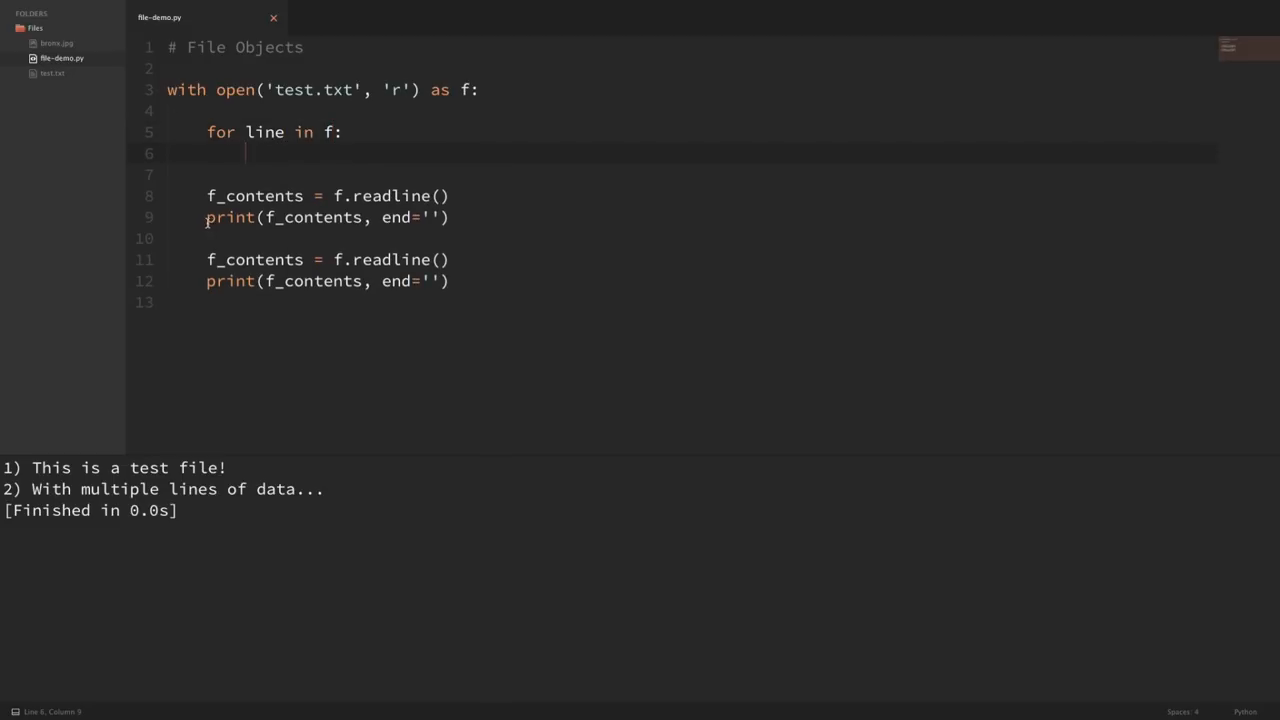 FOLDERS
Files
bronx.jpg
file-demo.py
test.txt
file-demo.py ×
1 # File Objects
2
3 with open('test.txt', 'r') as f:
4
5 for line in f:
6
7
8 f_contents = f.readline()
9 print(f_contents, end='')
10
11 f_contents = f.readline()
12 print(f_contents, end='')
13
1) This is a test file!
2) With multiple lines of data...
[Finished in 0.0s]
Line 6, Column 9
Spaces: 4
Python